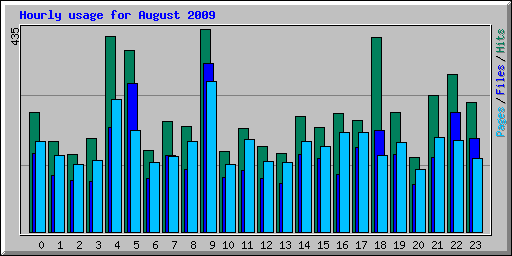 Hourly usage for August 2009
435
Pages / Files / Hits
0 1 2 3 4 5 6 7 8 9 10 11 12 13 14 15 16 17 18 19 20 21 22 23